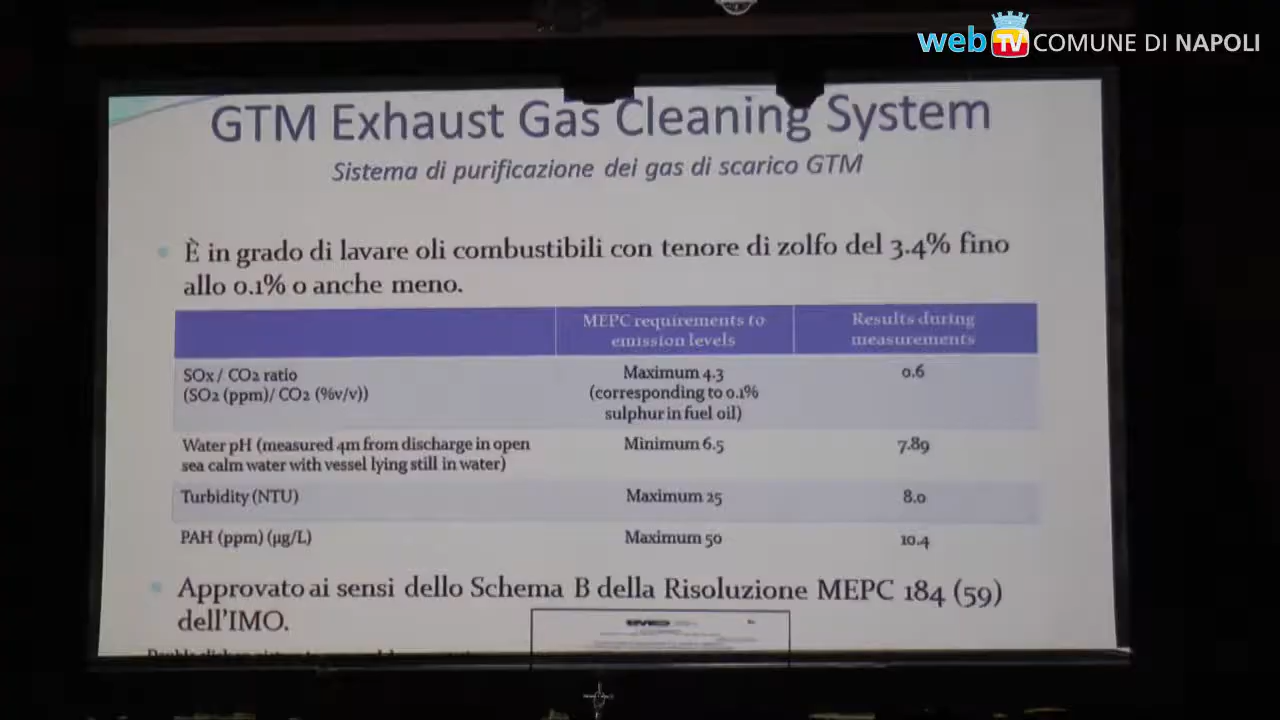 web TV COMUNE DI NAPOLI
GTM Exhaust Gas Cleaning System
Sistema di purificazione dei gas di scarico GTM
È in grado di lavare oli combustibili con tenore di zolfo del 3.4% fino
allo 0.1% o anche meno.
MEPC requirements to
emission levels
Results during
measurements
SOx / CO2 ratio
(SO2 (ppm)/ CO2 (%v/v))
Maximum 4.3
(corresponding to 0.1%
sulphur in fuel oil)
0.6
Water pH (measured 4m from discharge in open
sea calm water with vessel lying still in water)
Minimum 6.5
7.89
Turbidity (NTU)
Maximum 25
8.0
PAH (ppm) (µg/L)
Maximum 50
10.4
Approvato ai sensi dello Schema B della Risoluzione MEPC 184 (59)
dell'IMO.